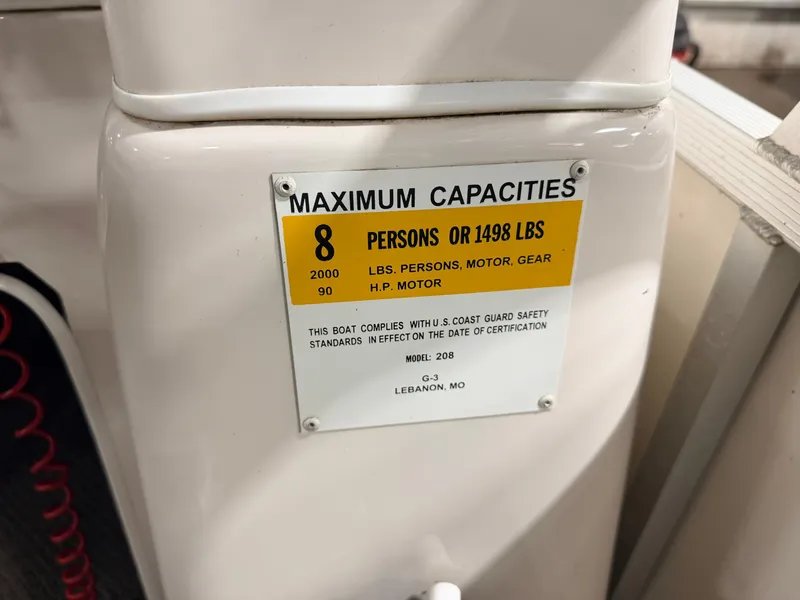 MAXIMUM CAPACITIES
8 PERSONS OR 1498 LBS
2000 LBS. PERSONS, MOTOR, GEAR
90 H.P. MOTOR
THIS BOAT COMPLIES WITH U.S. COAST GUARD SAFETY
STANDARDS IN EFFECT ON THE DATE OF CERTIFICATION
MODEL: 208
G-3
LEBANON, MO